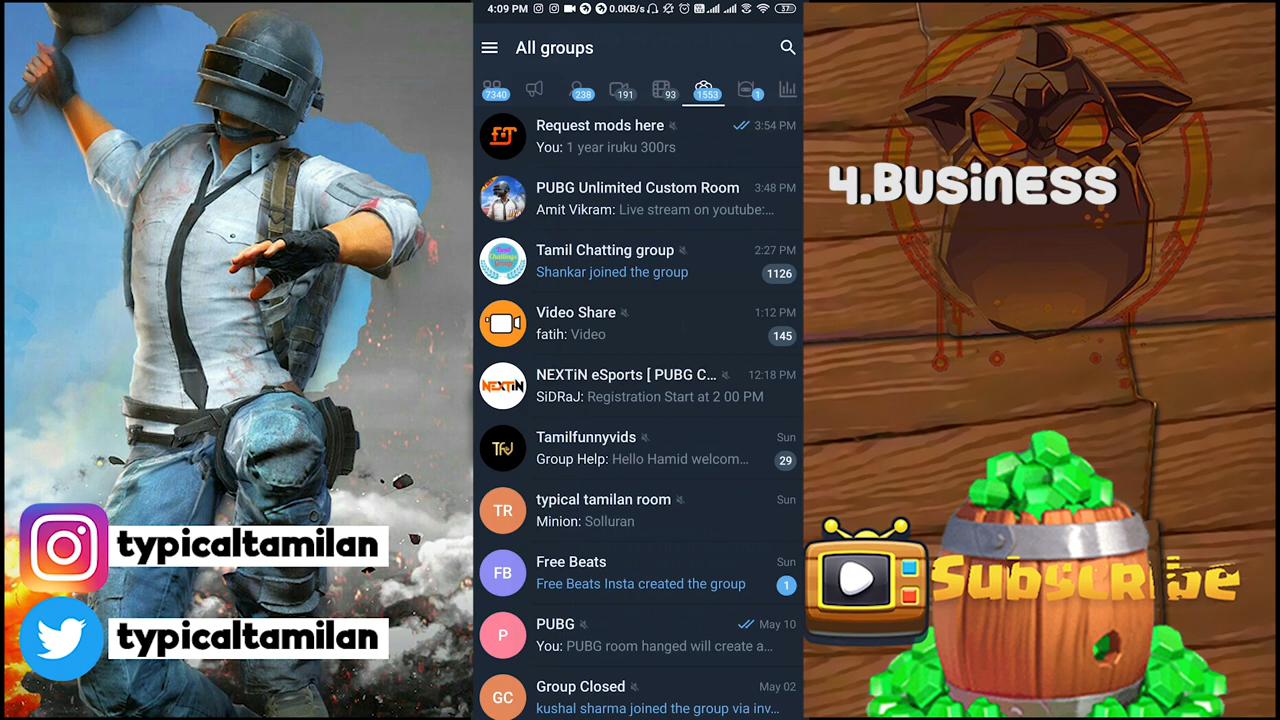 4:09 PM
0.0KB/s
37
All groups
7340
238
191
93
1553
1
Request mods here
3:54 PM
You: 1 year iruku 300rs
PUBG Unlimited Custom Room
3:48 PM
Amit Vikram: Live stream on youtube:...
Tamil Chatting group
2:27 PM
Shankar joined the group
1126
Video Share
1:12 PM
fatih: Video
145
NEXTiN
NEXTiN eSports [ PUBG C...
12:18 PM
SiDRaJ: Registration Start at 2 00 PM
Tamilfunnyvids
Sun
Group Help: Hello Hamid welcom...
29
TR
typical tamilan room
Sun
Minion: Solluran
FB
Free Beats
Sun
Free Beats Insta created the group
1
P
PUBG
May 10
You: PUBG room hanged will create a...
GC
Group Closed
May 02
kushal sharma joined the group via inv...
typicaltamilan
typicaltamilan
4.Business
Subscribe